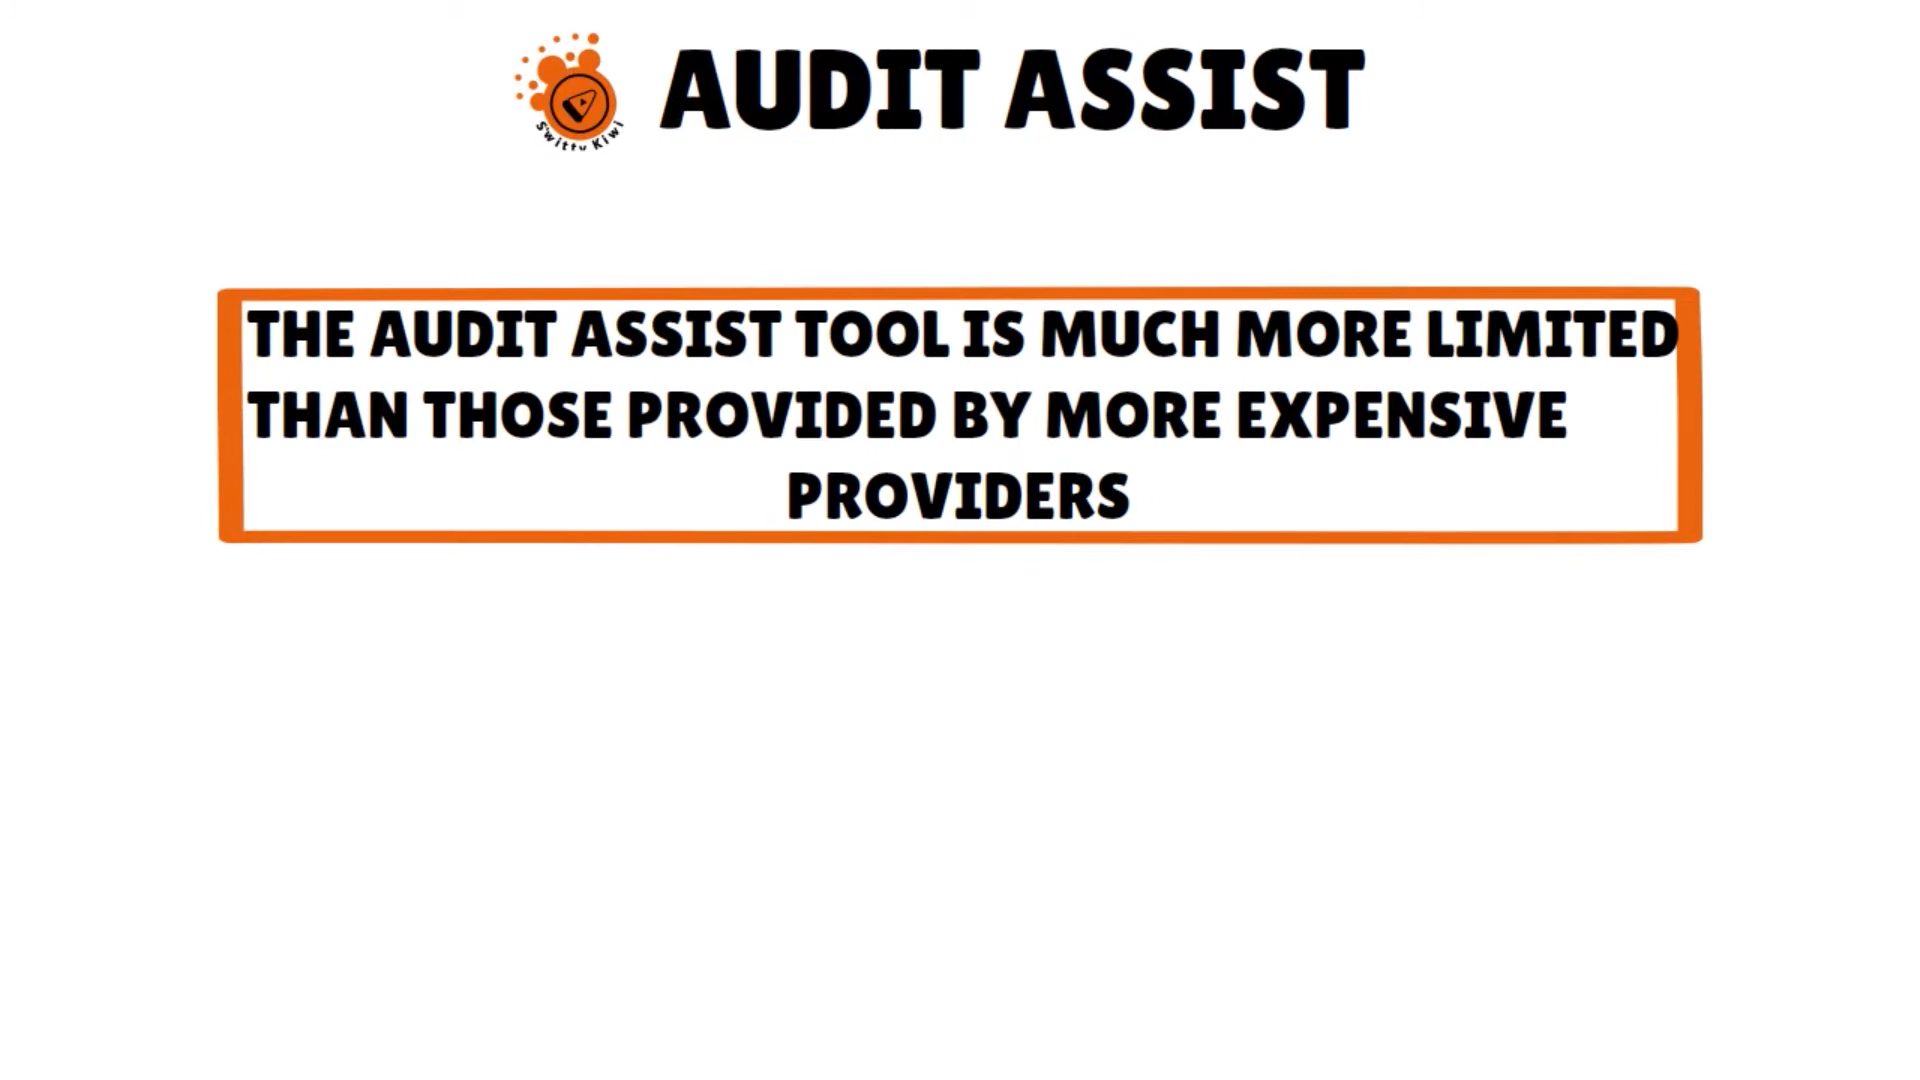 Switty Kiwi
AUDIT ASSIST
THE AUDIT ASSIST TOOL IS MUCH MORE LIMITED
THAN THOSE PROVIDED BY MORE EXPENSIVE
PROVIDERS